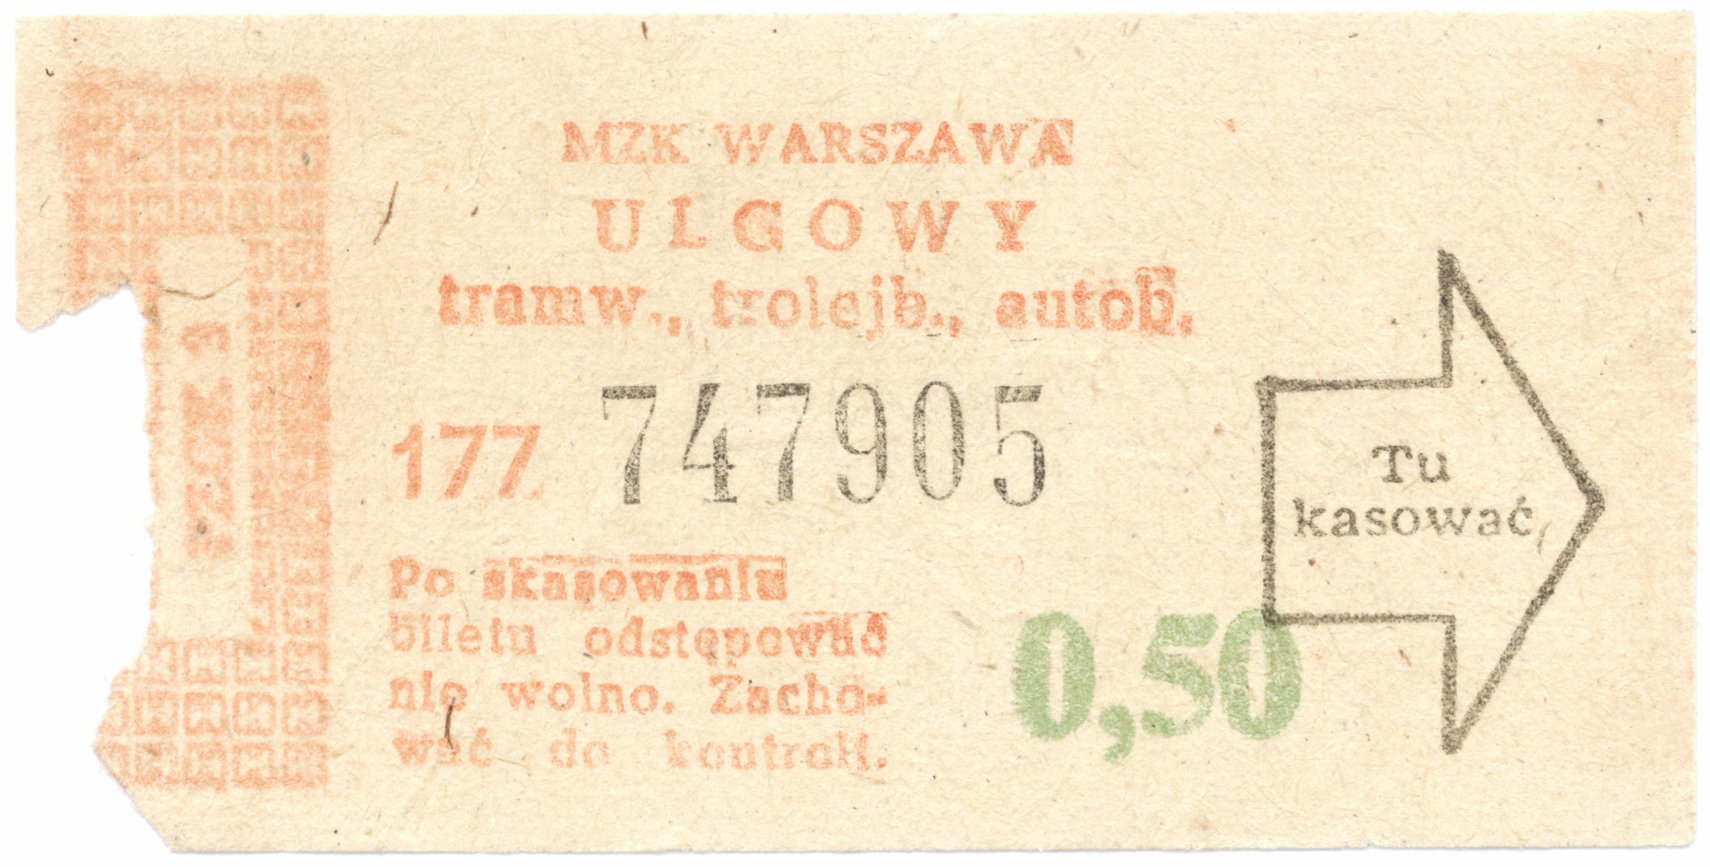 MZK WARSZAWA
ULGOWY
tramw., trolejb., autob.
177 747905
Tu
kasować
Po skasowaniu
biletu odstępować
nie wolno. Zacho-
wać do kontroli.
0,50